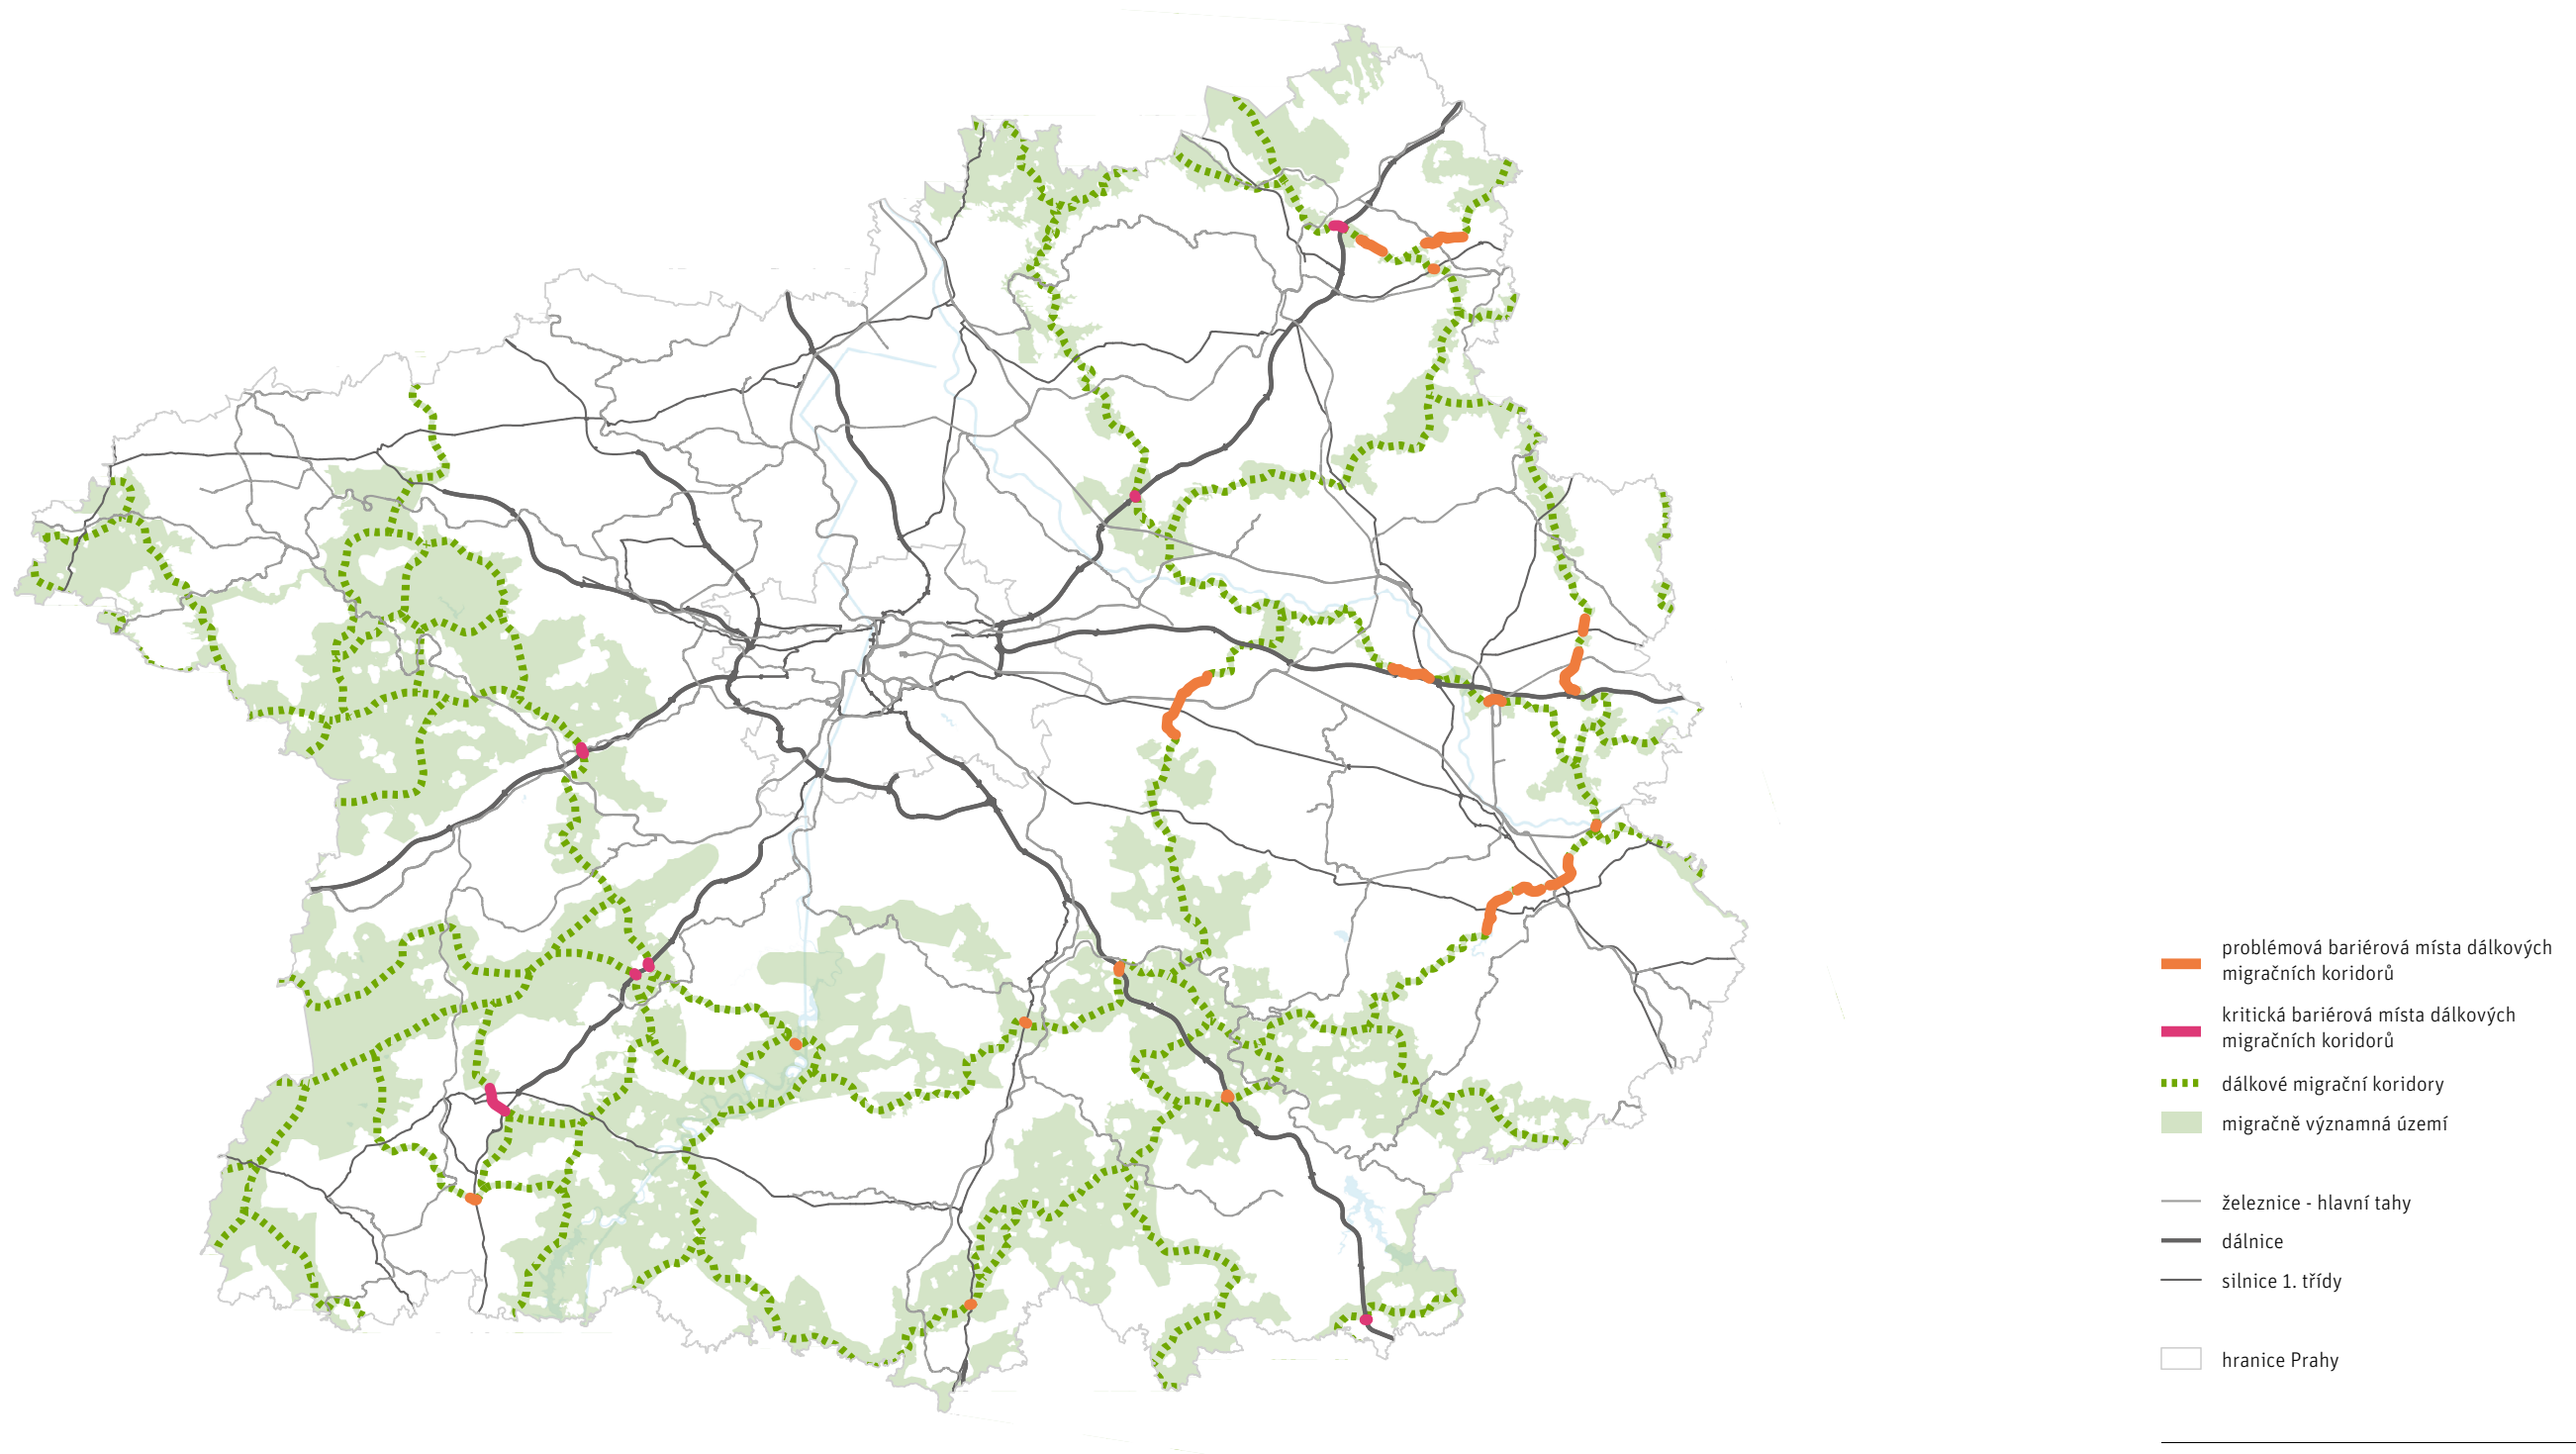 problémová bariérová místa dálkových
migračních koridorů
kritická bariérová místa dálkových
migračních koridorů
dálkové migrační koridory
migračně významná území
železnice - hlavní tahy
dálnice
silnice 1. třídy
hranice Prahy